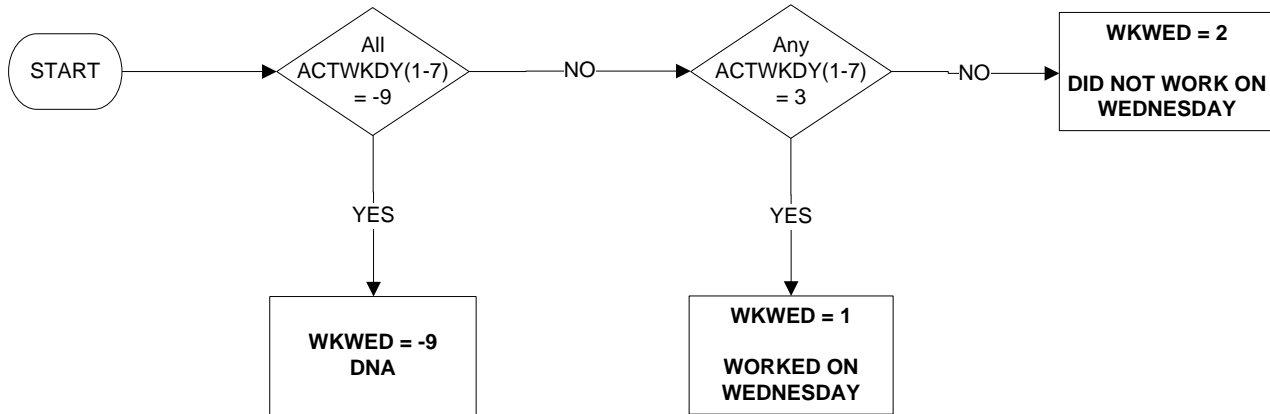 START
All
ACTWKDY(1-7)
= -9
NO
Any
ACTWKDY(1-7)
= 3
NO
WKWED = 2
DID NOT WORK ON
WEDNESDAY
YES
YES
WKWED = -9
DNA
WKWED = 1
WORKED ON
WEDNESDAY